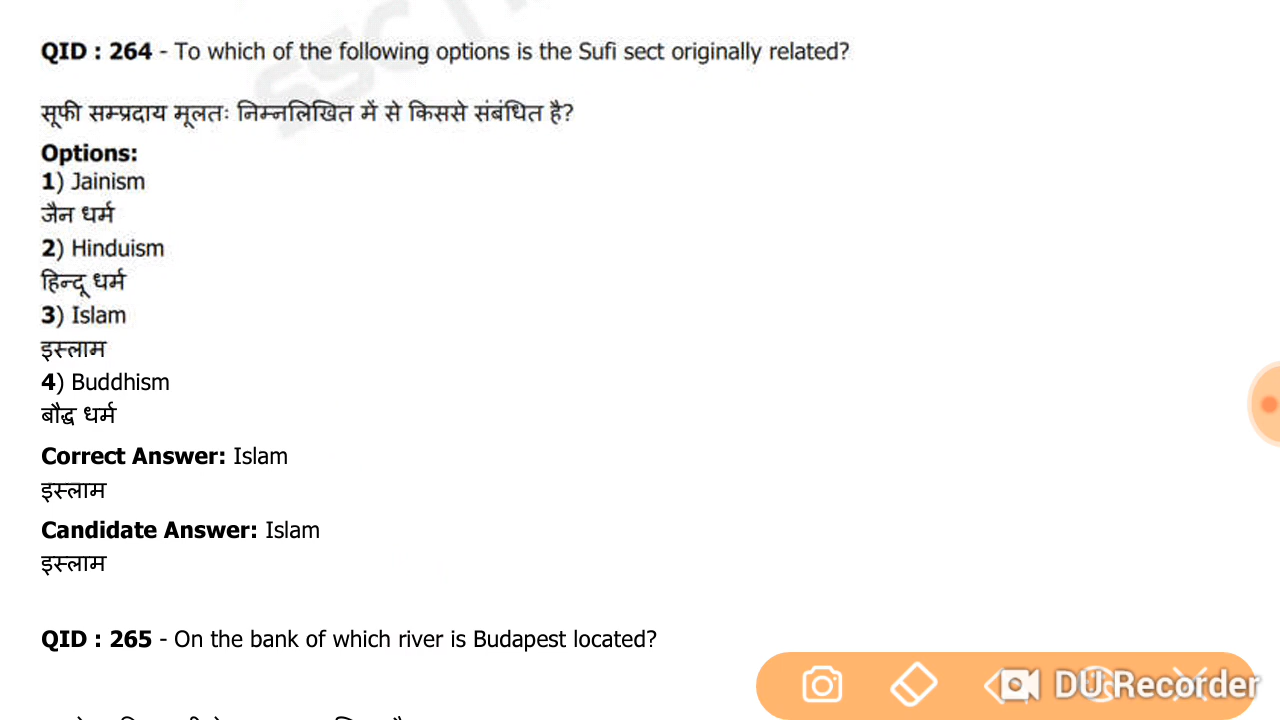 QID : 264 - To which of the following options is the Sufi sect originally related?
सूफी सम्प्रदाय मूलतः निम्नलिखित में से किससे संबंधित है?
Options:
1) Jainism
जैन धर्म
2) Hinduism
हिन्दू धर्म
3) Islam
इस्लाम
4) Buddhism
बौद्ध धर्म
Correct Answer: Islam
इस्लाम
Candidate Answer: Islam
इस्लाम
QID : 265 - On the bank of which river is Budapest located?
DU Recorder